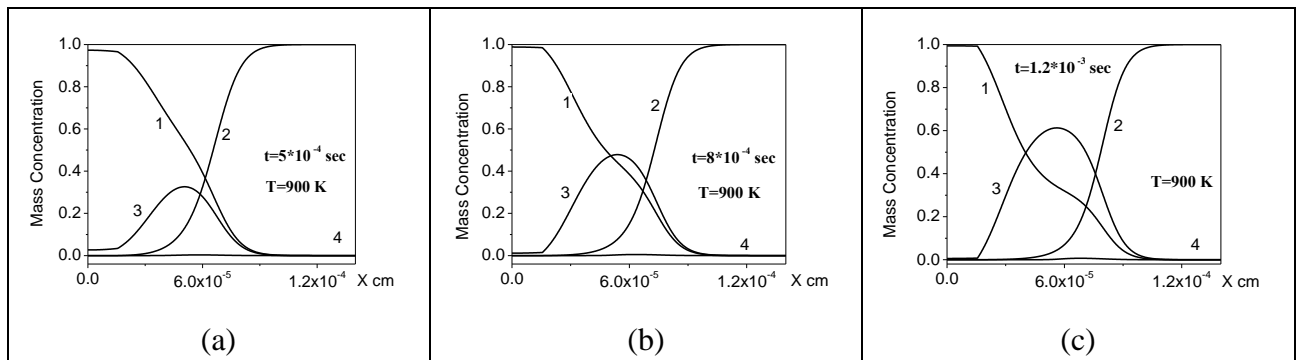 1.0
0.8
0.6
0.4
0.2
0.0
Mass Concentration
1
2
3
4
t=5*10⁻⁴ sec
T=900 K
0.0
6.0x10⁻⁵
1.2x10⁻⁴
X cm
(a)
1.0
0.8
0.6
0.4
0.2
0.0
Mass Concentration
1
2
3
4
t=8*10⁻⁴ sec
T=900 K
0.0
6.0x10⁻⁵
1.2x10⁻⁴
X cm
(b)
1.0
0.8
0.6
0.4
0.2
0.0
Mass Concentration
t=1.2*10⁻³ sec
1
2
3
4
T=900 K
0.0
6.0x10⁻⁵
1.2x10⁻⁴
X cm
(c)